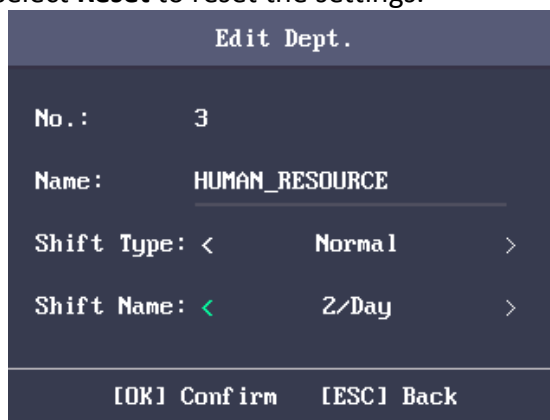 select Reset to reset the settings.
Edit Dept.
No.: 3
Name: HUMAN_RESOURCE
Shift Type: < Normal >
Shift Name: < 2/Day >
[OK] Confirm [ESC] Back